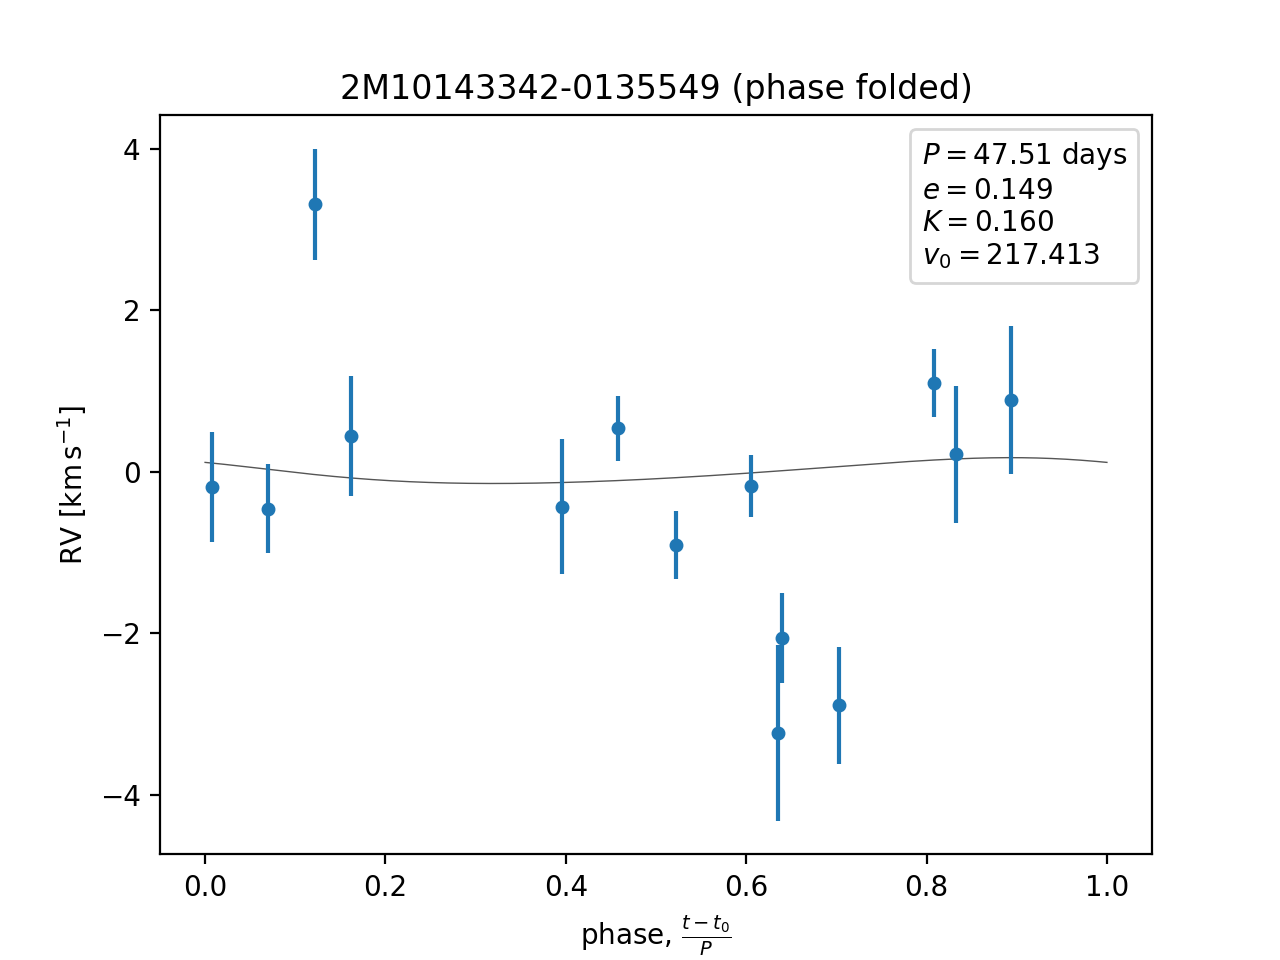 2M10143342-0135549 (phase folded)
P = 47.51 days
e = 0.149
K = 0.160
v₀ = 217.413
4
2
0
−2
−4
RV [km s⁻¹]
0.0 0.2 0.4 0.6 0.8 1.0
phase, (t − t₀)/P